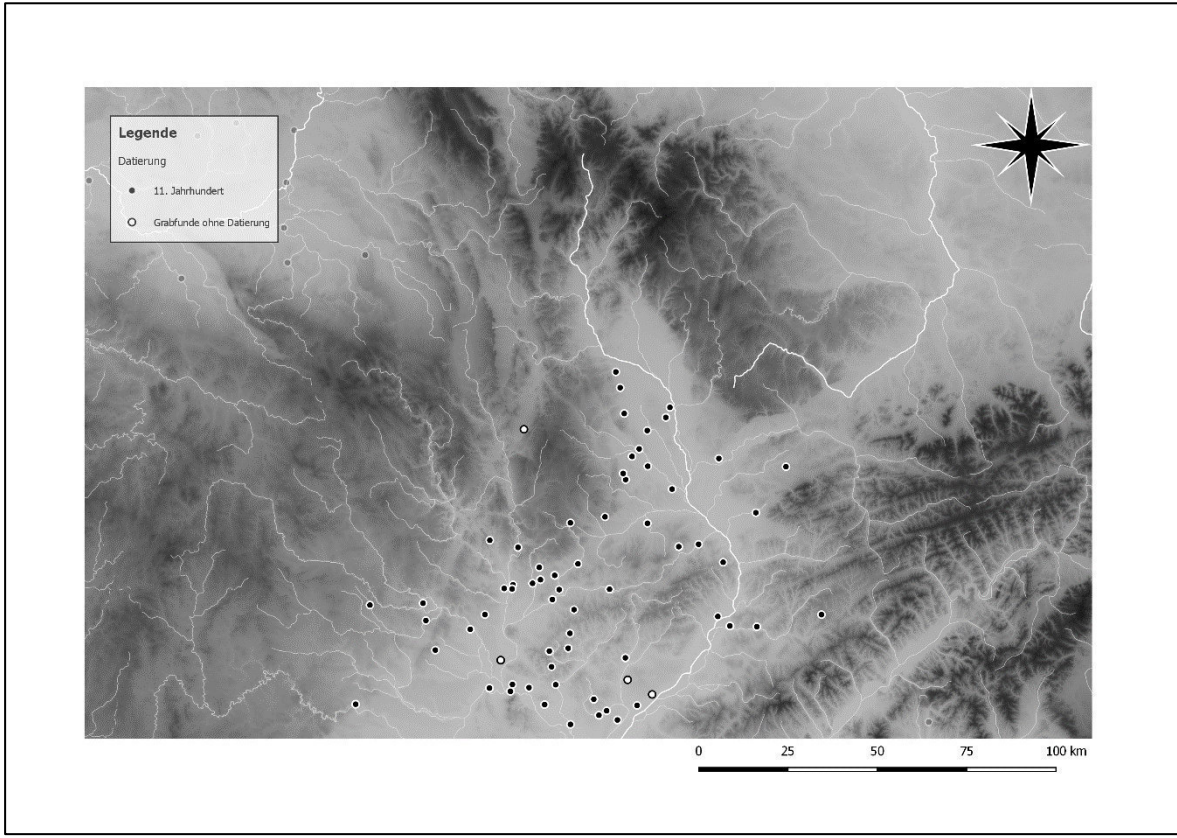 Legende
Datierung
11. Jahrhundert
Grabfunde ohne Datierung
0 25 50 75 100 km